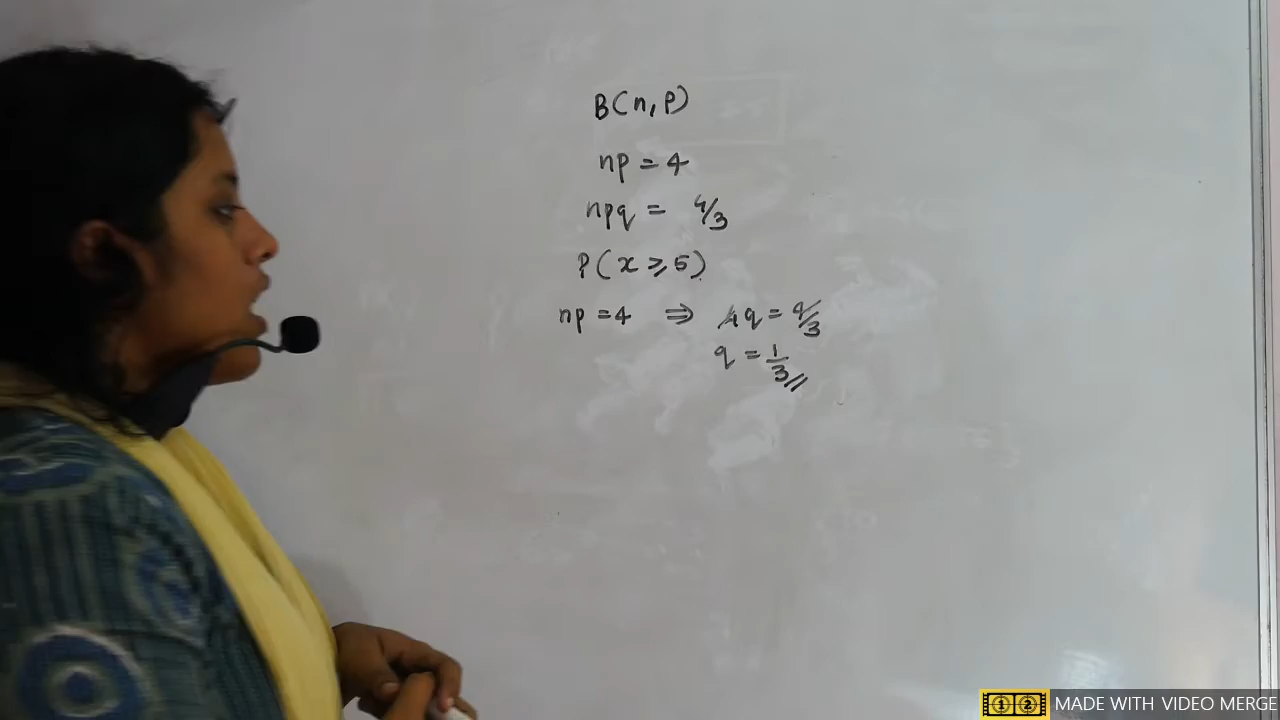 B(n,p)
np = 4
npq = 4/3
P(x ≥ 5)
np = 4 ⇒ 4q = 4/3
q = 1/3 //
MADE WITH VIDEO MERGE